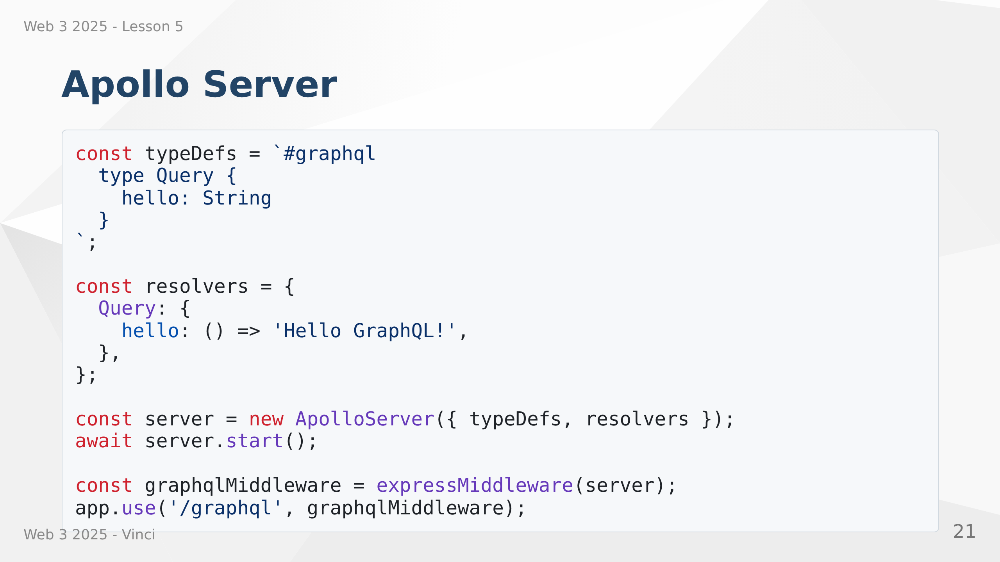 Web 3 2025 - Lesson 5
Apollo Server
const typeDefs = `#graphql
  type Query {
    hello: String
  }
`;

const resolvers = {
  Query: {
    hello: () => 'Hello GraphQL!',
  },
};

const server = new ApolloServer({ typeDefs, resolvers });
await server.start();

const graphqlMiddleware = expressMiddleware(server);
app.use('/graphql', graphqlMiddleware);
Web 3 2025 - Vinci
21